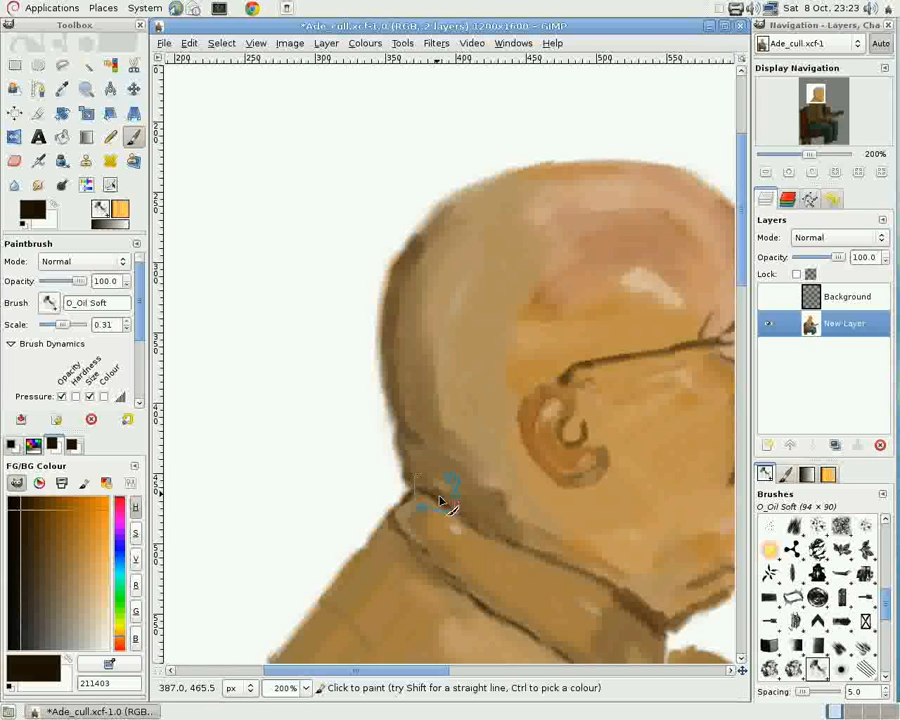 Applications Places System
Sat 8 Oct, 23:23
Toolbox
*Ade_cull.xcf-1.0 (RGB, 2 layers) 1200x1600 – GIMP
Navigation - Layers, Cha
File Edit Select View Image Layer Colours Tools Filters Video Windows Help
Ade_cull.xcf-1
Auto
200 250 300 350 400 450 500 550
Display Navigation
200%
Paintbrush
Mode: Normal
Opacity: 100.0
Brush O_Oil Soft
Scale: 0.31
Brush Dynamics
Opacity
Hardness
Size
Colour
Pressure:
Layers
Mode: Normal
Opacity: 100.0
Lock:
Background
New Layer
FG/BG Colour
H
S
V
R
G
B
211403
Brushes
O_Oil Soft (94 × 90)
Spacing: 5.0
387.0, 465.5 px 200% Click to paint (try Shift for a straight line, Ctrl to pick a colour)
*Ade_cull.xcf-1.0 (RGB...